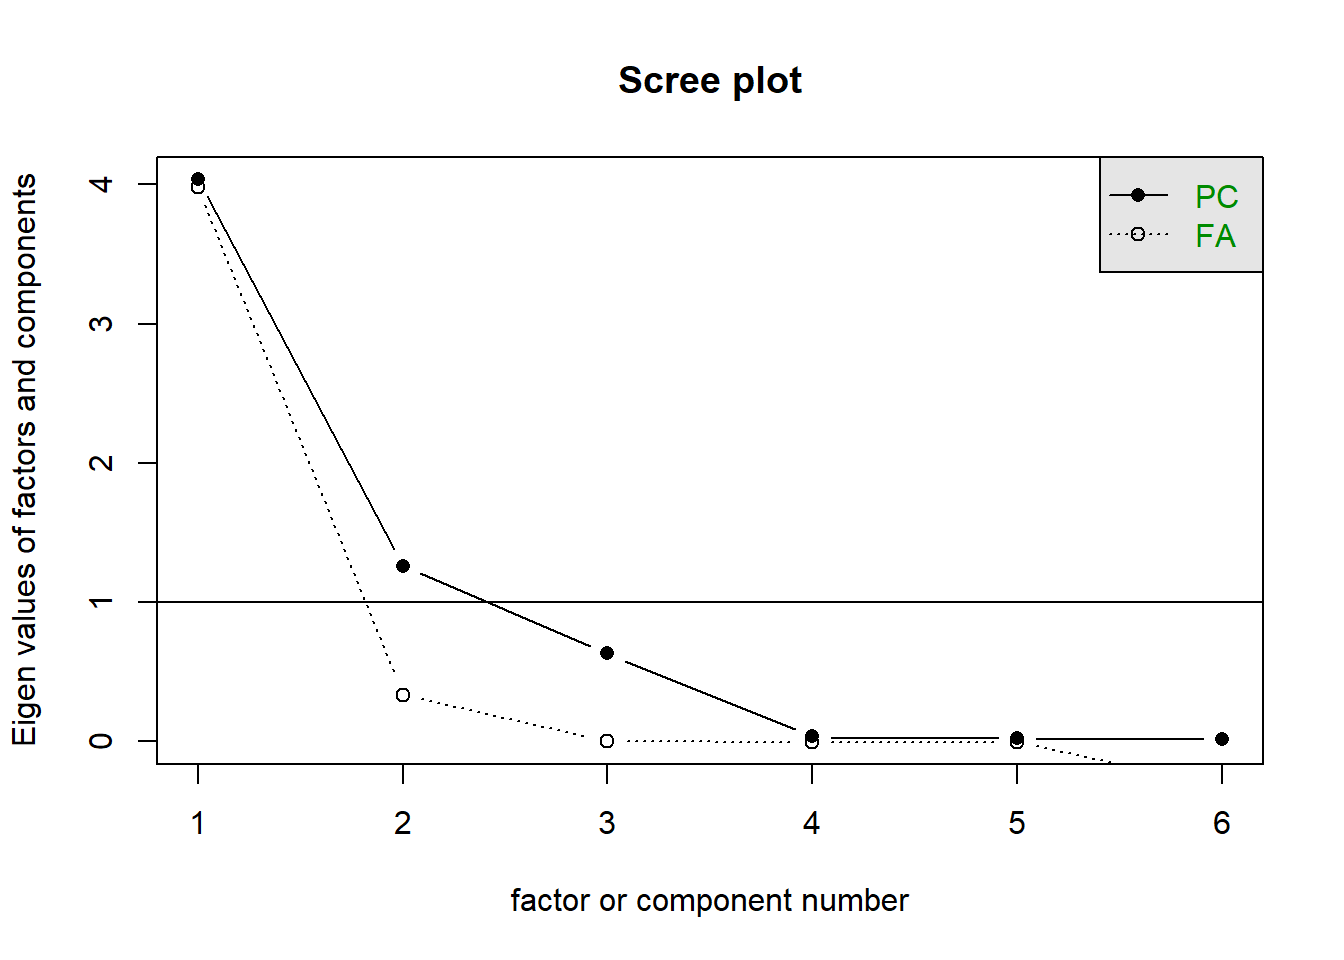 Scree plot
Eigen values of factors and components
4
3
2
1
0
PC
FA
1 2 3 4 5 6
factor or component number